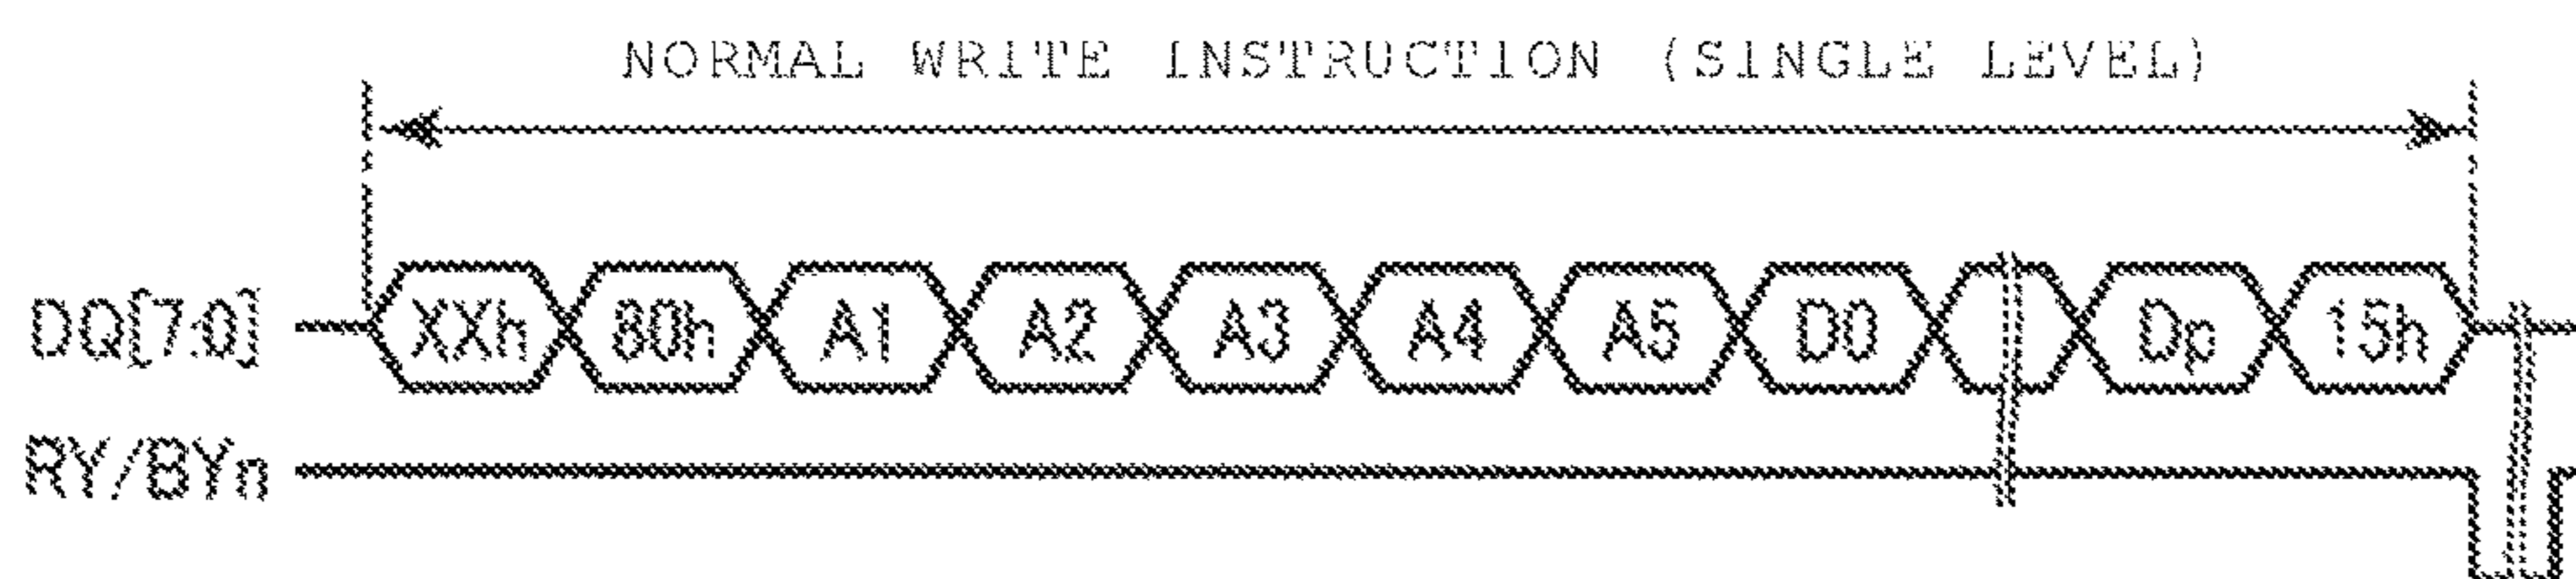 NORMAL WRITE INSTRUCTION (SINGLE LEVEL)
DQ[7:0] XXh 80h A1 A2 A3 A4 A5 D0 Dp 15h
RY/BYn